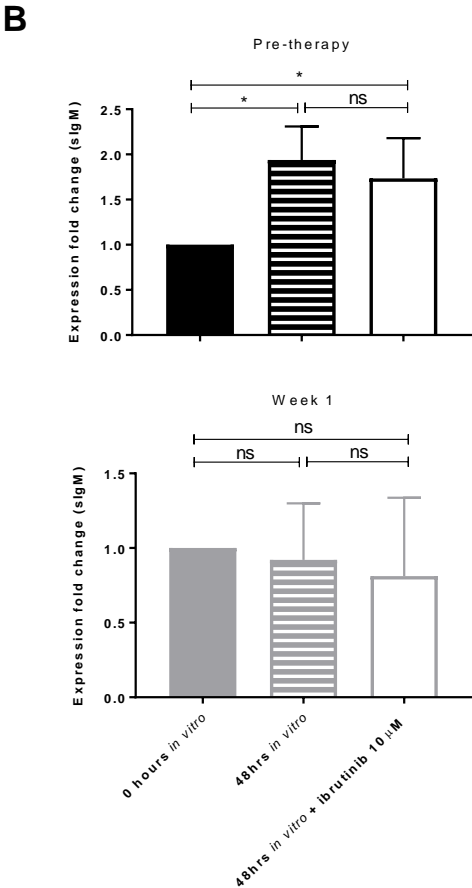 B
Pre-therapy
*
* ns
Expression fold change (sIgM)
2.5
2.0
1.5
1.0
0.5
0.0
Week 1
ns
ns ns
Expression fold change (sIgM)
1.5
1.0
0.5
0.0
0 hours in vitro
48hrs in vitro
48hrs in vitro + ibrutinib 10 μM